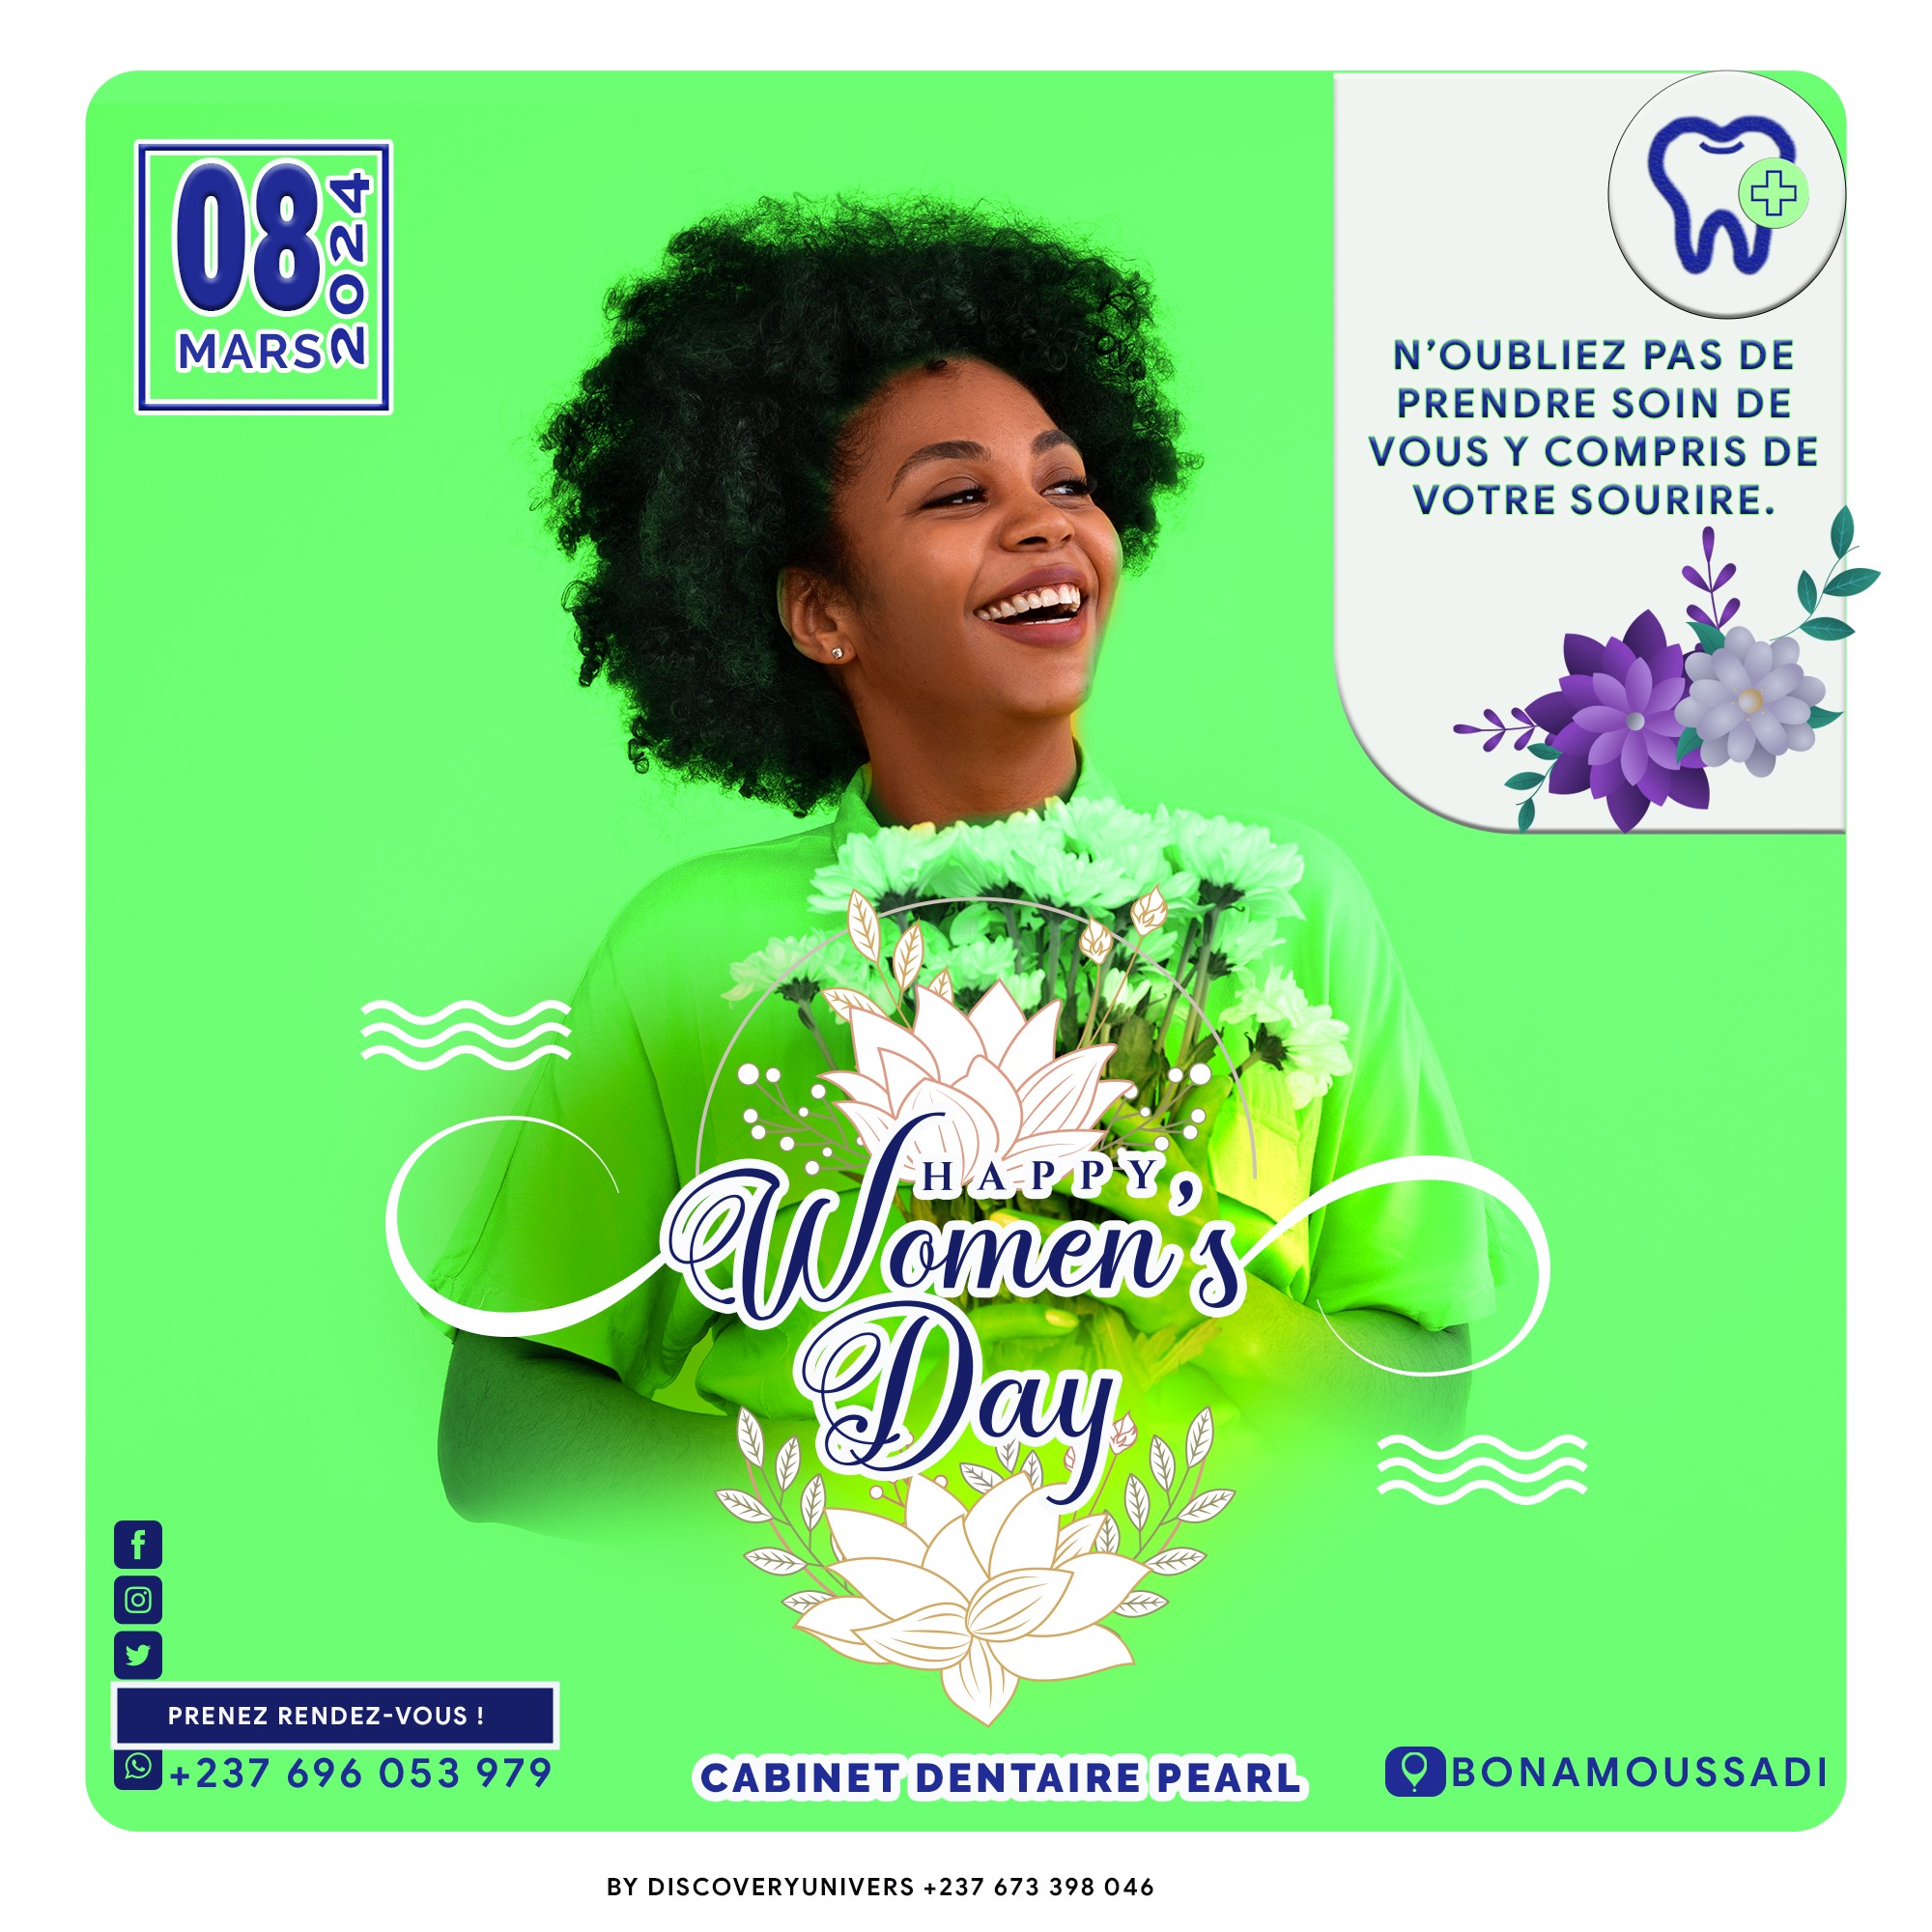 08
MARS
2024
N'OUBLIEZ PAS DE
PRENDRE SOIN DE
VOUS Y COMPRIS DE
VOTRE SOURIRE.
HAPPY
Women's
Day
PRENEZ RENDEZ-VOUS !
+237 696 053 979
CABINET DENTAIRE PEARL
BONAMOUSSADI
BY DISCOVERYUNIVERS +237 673 398 046